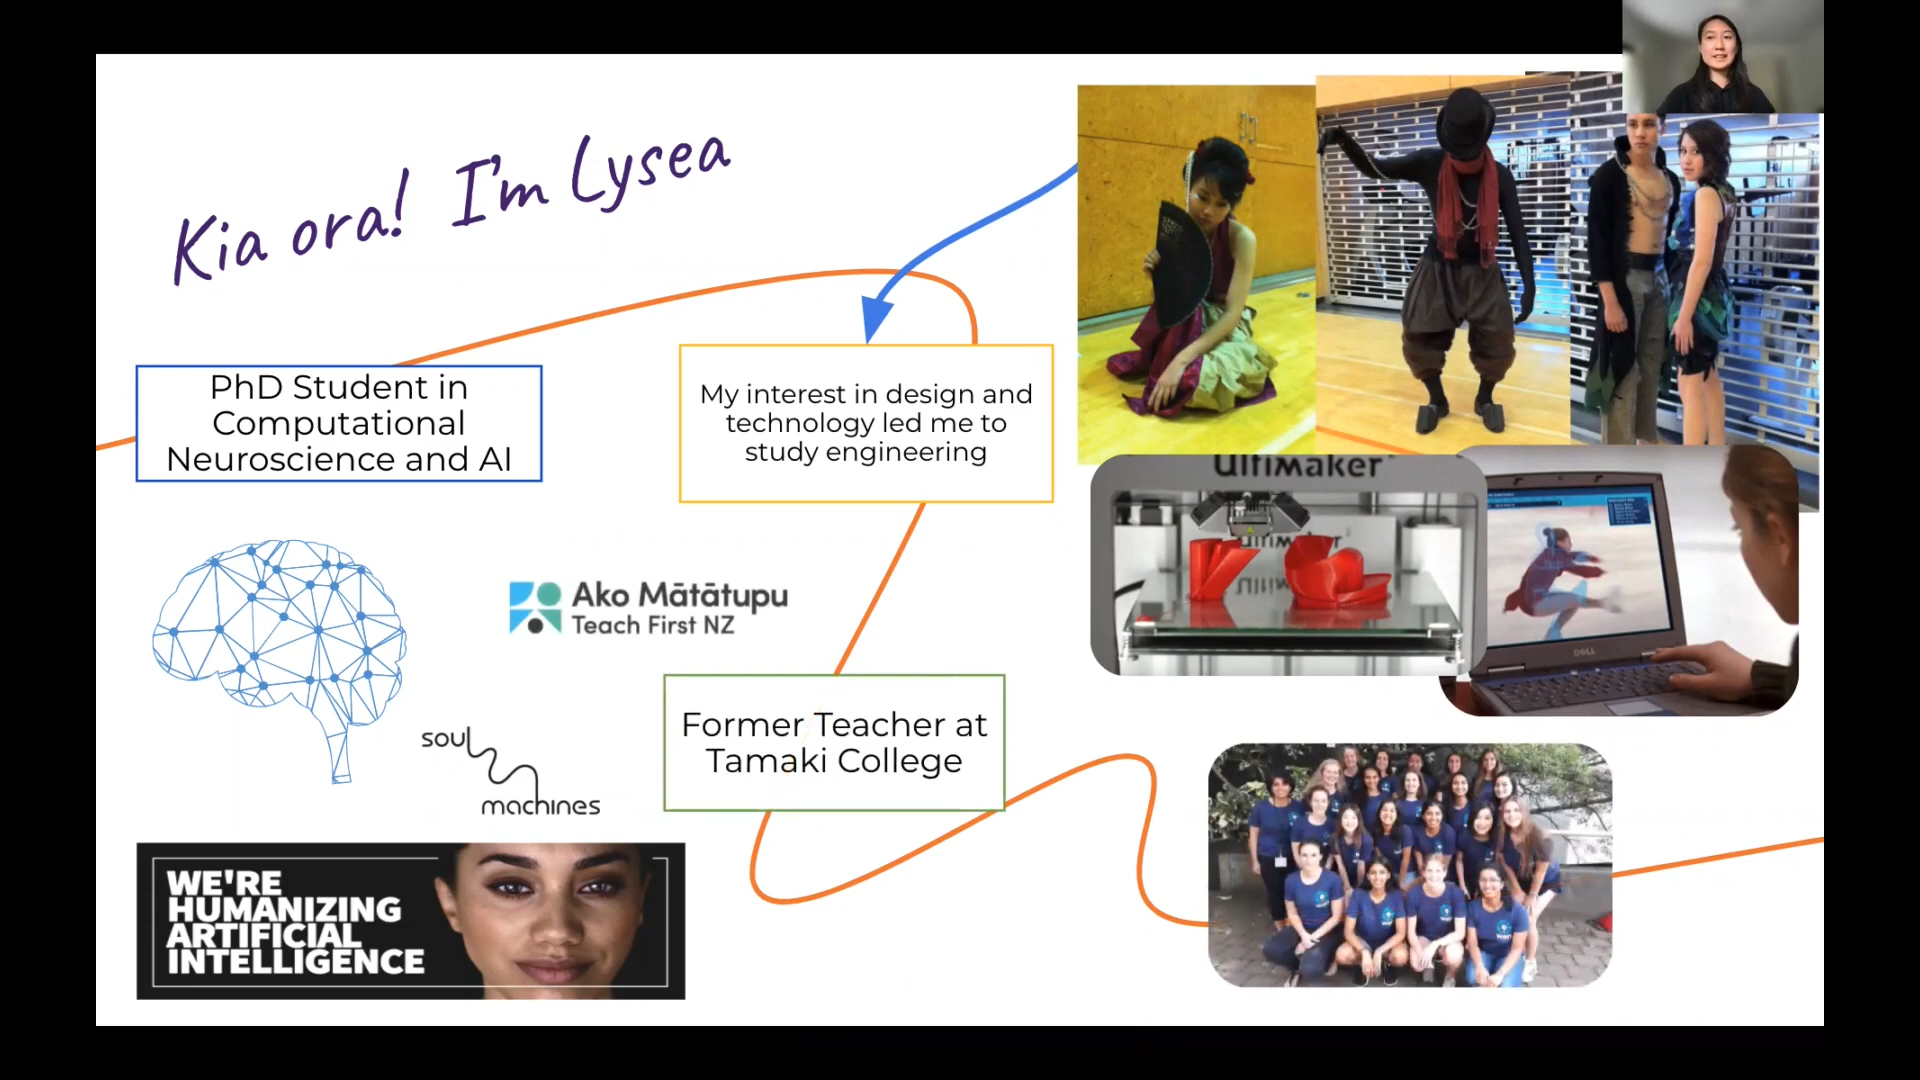 Kia ora! I'm Lysea
PhD Student in
Computational
Neuroscience and AI
My interest in design and
technology led me to
study engineering
Ultimaker
Ultimaker
DELL
Ako Mātātupu
Teach First NZ
Former Teacher at
Tamaki College
soul
machines
WE'RE
HUMANIZING
ARTIFICIAL
INTELLIGENCE